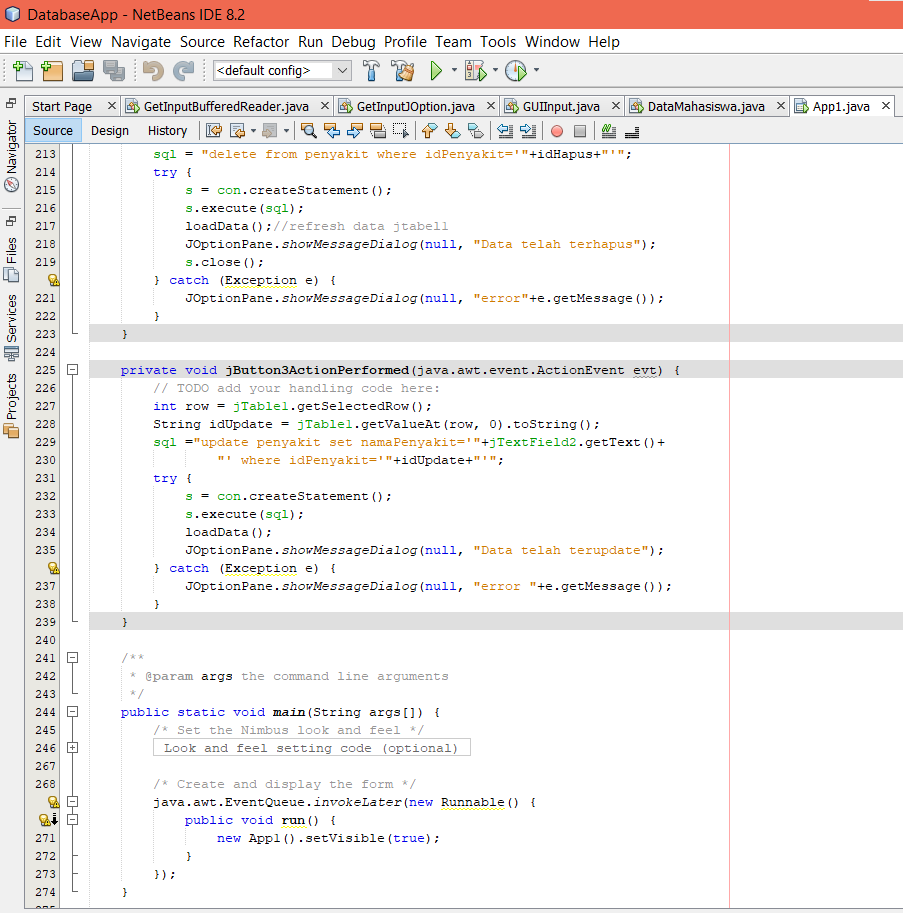 DatabaseApp - NetBeans IDE 8.2
File Edit View Navigate Source Refactor Run Debug Profile Team Tools Window Help
<default config>
Start Page GetInputBufferedReader.java GetInputJOption.java GUIInput.java DataMahasiswa.java App1.java
Source Design History
Navigator
Files
Services
Projects
213 sql = "delete from penyakit where idPenyakit='"+idHapus+"'";
214 try {
215 s = con.createStatement();
216 s.execute(sql);
217 loadData();//refresh data jtabell
218 JOptionPane.showMessageDialog(null, "Data telah terhapus");
219 s.close();
} catch (Exception e) {
221 JOptionPane.showMessageDialog(null, "error"+e.getMessage());
222 }
223 }
224
225 private void jButton3ActionPerformed(java.awt.event.ActionEvent evt) {
226 // TODO add your handling code here:
227 int row = jTable1.getSelectedRow();
228 String idUpdate = jTable1.getValueAt(row, 0).toString();
229 sql ="update penyakit set namaPenyakit='"+jTextField2.getText()+
230 "' where idPenyakit='"+idUpdate+"'";
231 try {
232 s = con.createStatement();
233 s.execute(sql);
234 loadData();
235 JOptionPane.showMessageDialog(null, "Data telah terupdate");
} catch (Exception e) {
237 JOptionPane.showMessageDialog(null, "error "+e.getMessage());
238 }
239 }
240
241 /**
242 * @param args the command line arguments
243 */
244 public static void main(String args[]) {
245 /* Set the Nimbus look and feel */
246 Look and feel setting code (optional)
267
268 /* Create and display the form */
java.awt.EventQueue.invokeLater(new Runnable() {
public void run() {
271 new App1().setVisible(true);
272 }
273 });
274 }